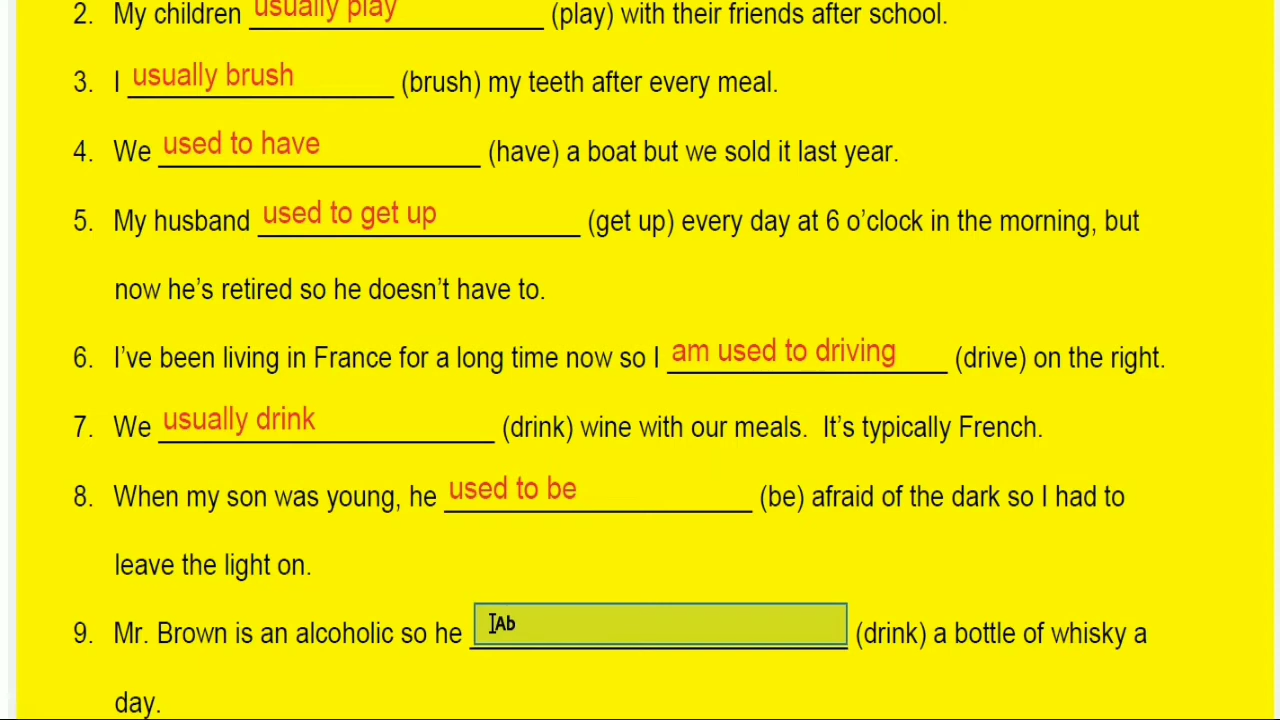 2. My children usually play (play) with their friends after school.
3. I usually brush (brush) my teeth after every meal.
4. We used to have (have) a boat but we sold it last year.
5. My husband used to get up (get up) every day at 6 o'clock in the morning, but
now he's retired so he doesn't have to.
6. I've been living in France for a long time now so I am used to driving (drive) on the right.
7. We usually drink (drink) wine with our meals. It's typically French.
8. When my son was young, he used to be (be) afraid of the dark so I had to
leave the light on.
9. Mr. Brown is an alcoholic so he Ab (drink) a bottle of whisky a
day.